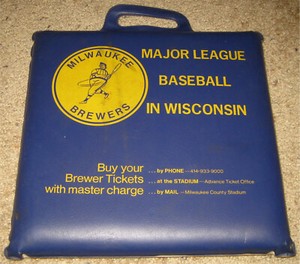 MILWAUKEE
BREWERS
MAJOR LEAGUE
BASEBALL
IN WISCONSIN
Buy your
Brewer Tickets
with master charge
... by PHONE — 414-933-9000
... at the STADIUM — Advance Ticket Office
... by MAIL — Milwaukee County Stadium